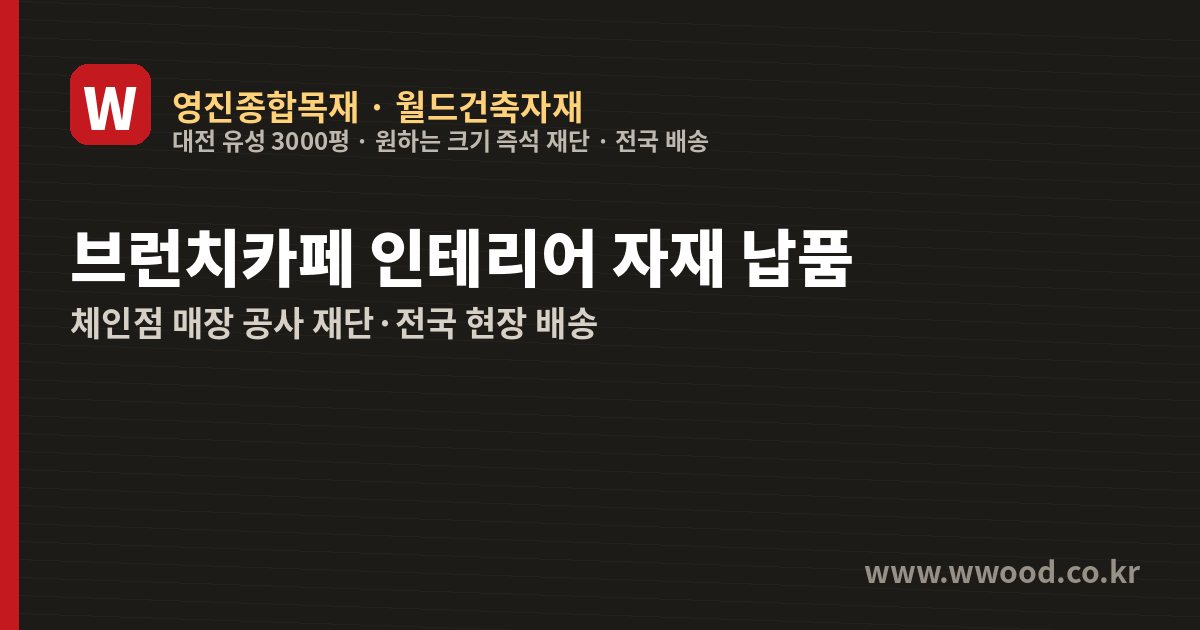 W
영진종합목재 · 월드건축자재
대전 유성 3000평 · 원하는 크기 즉석 재단 · 전국 배송
브런치카페 인테리어 자재 납품
체인점 매장 공사 재단·전국 현장 배송
www.wwood.co.kr